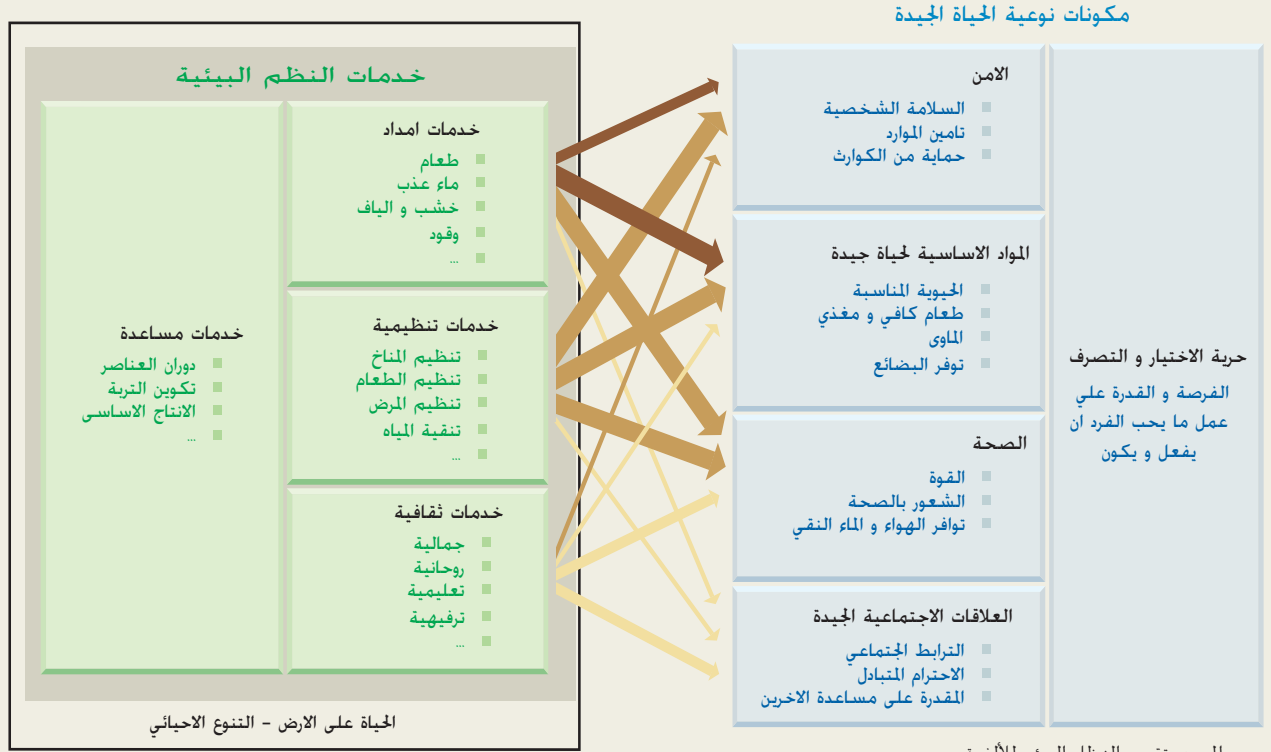 مكونات نوعية الحياة الجيدة
خدمات النظم البيئية
خدمات امداد
طعام
ماء عذب
خشب و الياف
وقود
...
خدمات تنظيمية
تنظيم المناخ
تنظيم الطعام
تنظيم المرض
تنقية المياه
...
خدمات ثقافية
جمالية
روحانية
تعليمية
ترفيهية
...
خدمات مساعدة
دوران العناصر
تكوين التربة
الانتاج الاساسى
...
الحياة على الارض - التنوع الاحيائي
الامن
السلامة الشخصية
تامين الموارد
حماية من الكوارث
المواد الاساسية لحياة جيدة
الحيوية المناسبة
طعام كافي و مغذي
الماوى
توفر البضائع
الصحة
القوة
الشعور بالصحة
توافر الهواء و الماء النقي
العلاقات الاجتماعية الجيدة
الترابط الجتماعي
الاحترام المتبادل
المقدرة على مساعدة الاخرين
حرية الاختيار و التصرف
الفرصة و القدرة علي
عمل ما يحب الفرد ان
يفعل و يكون